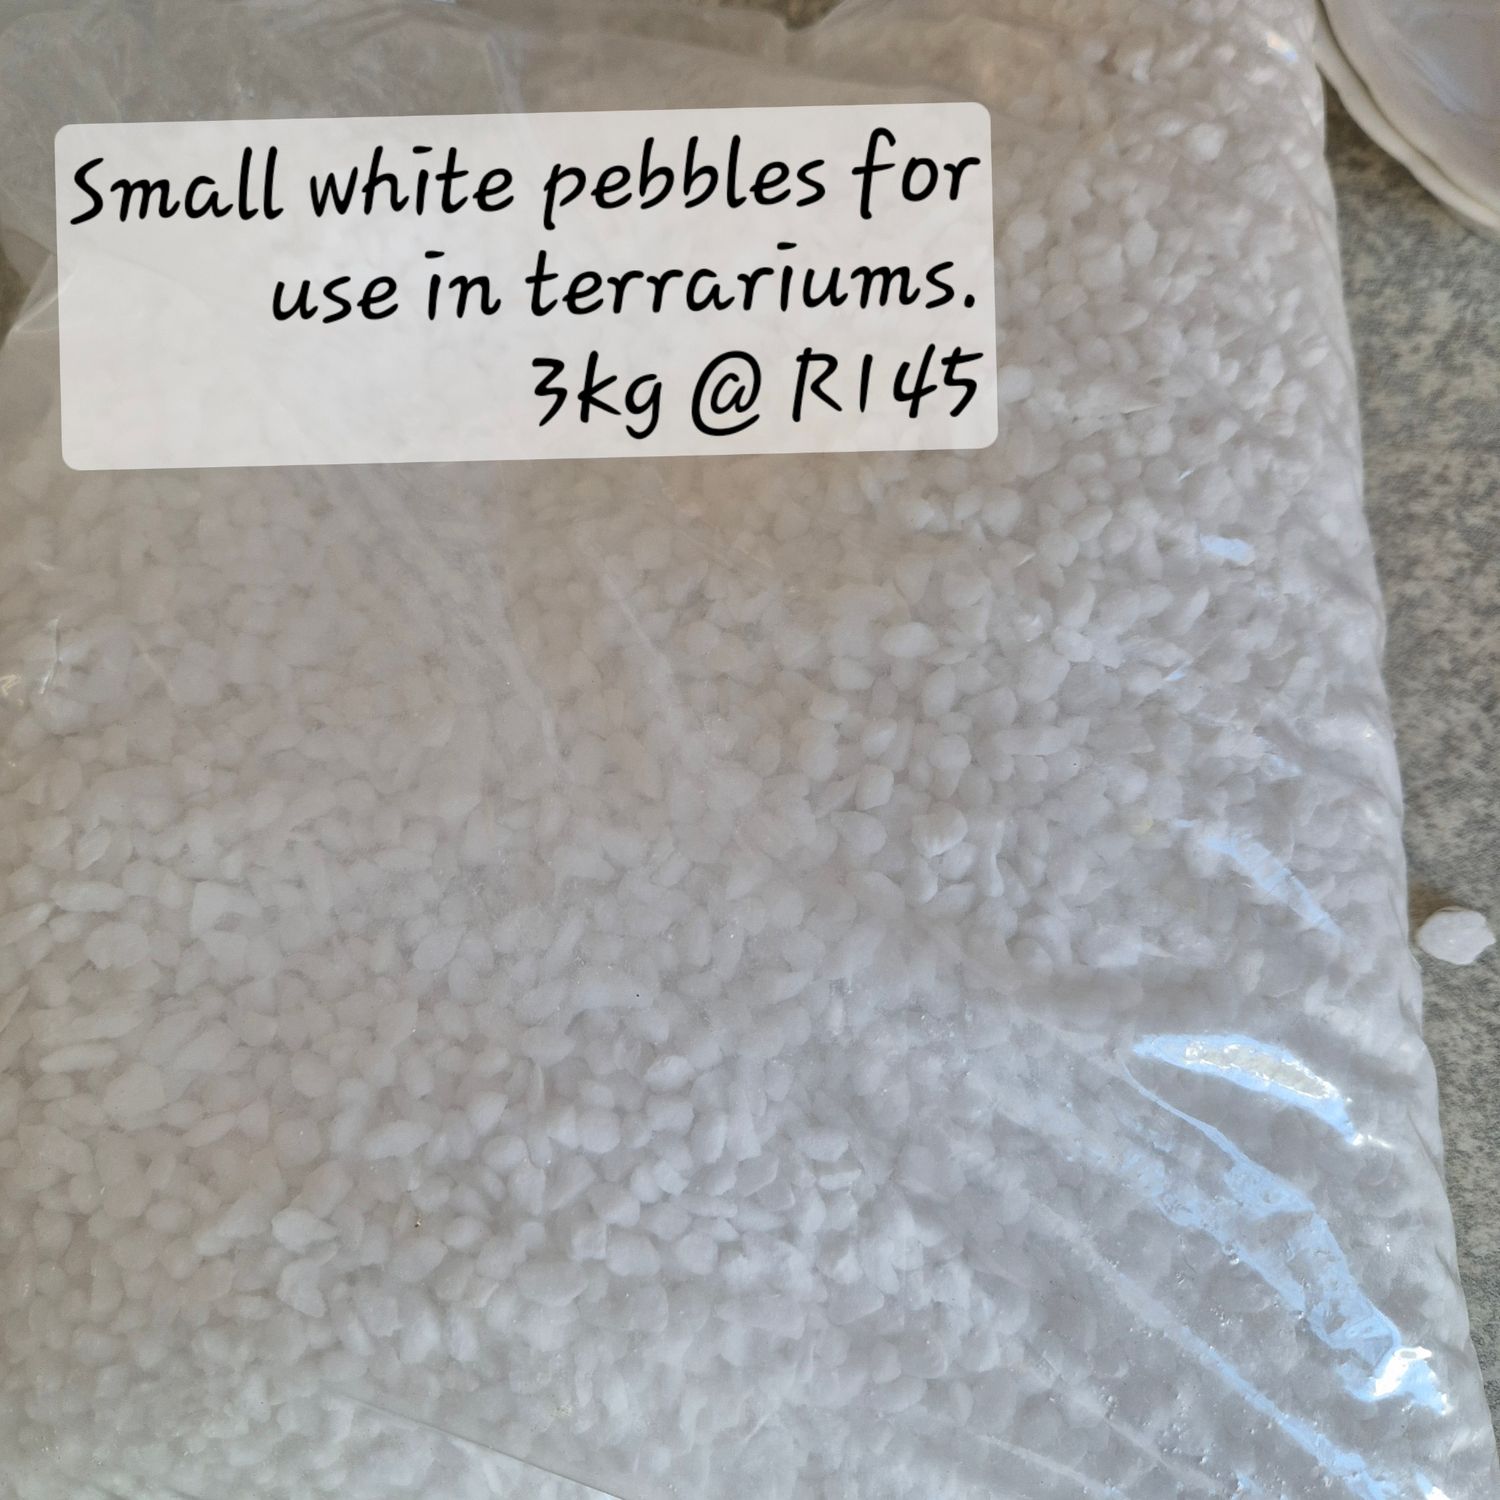 Small white pebbles for
use in terrariums.
3kg @ R145